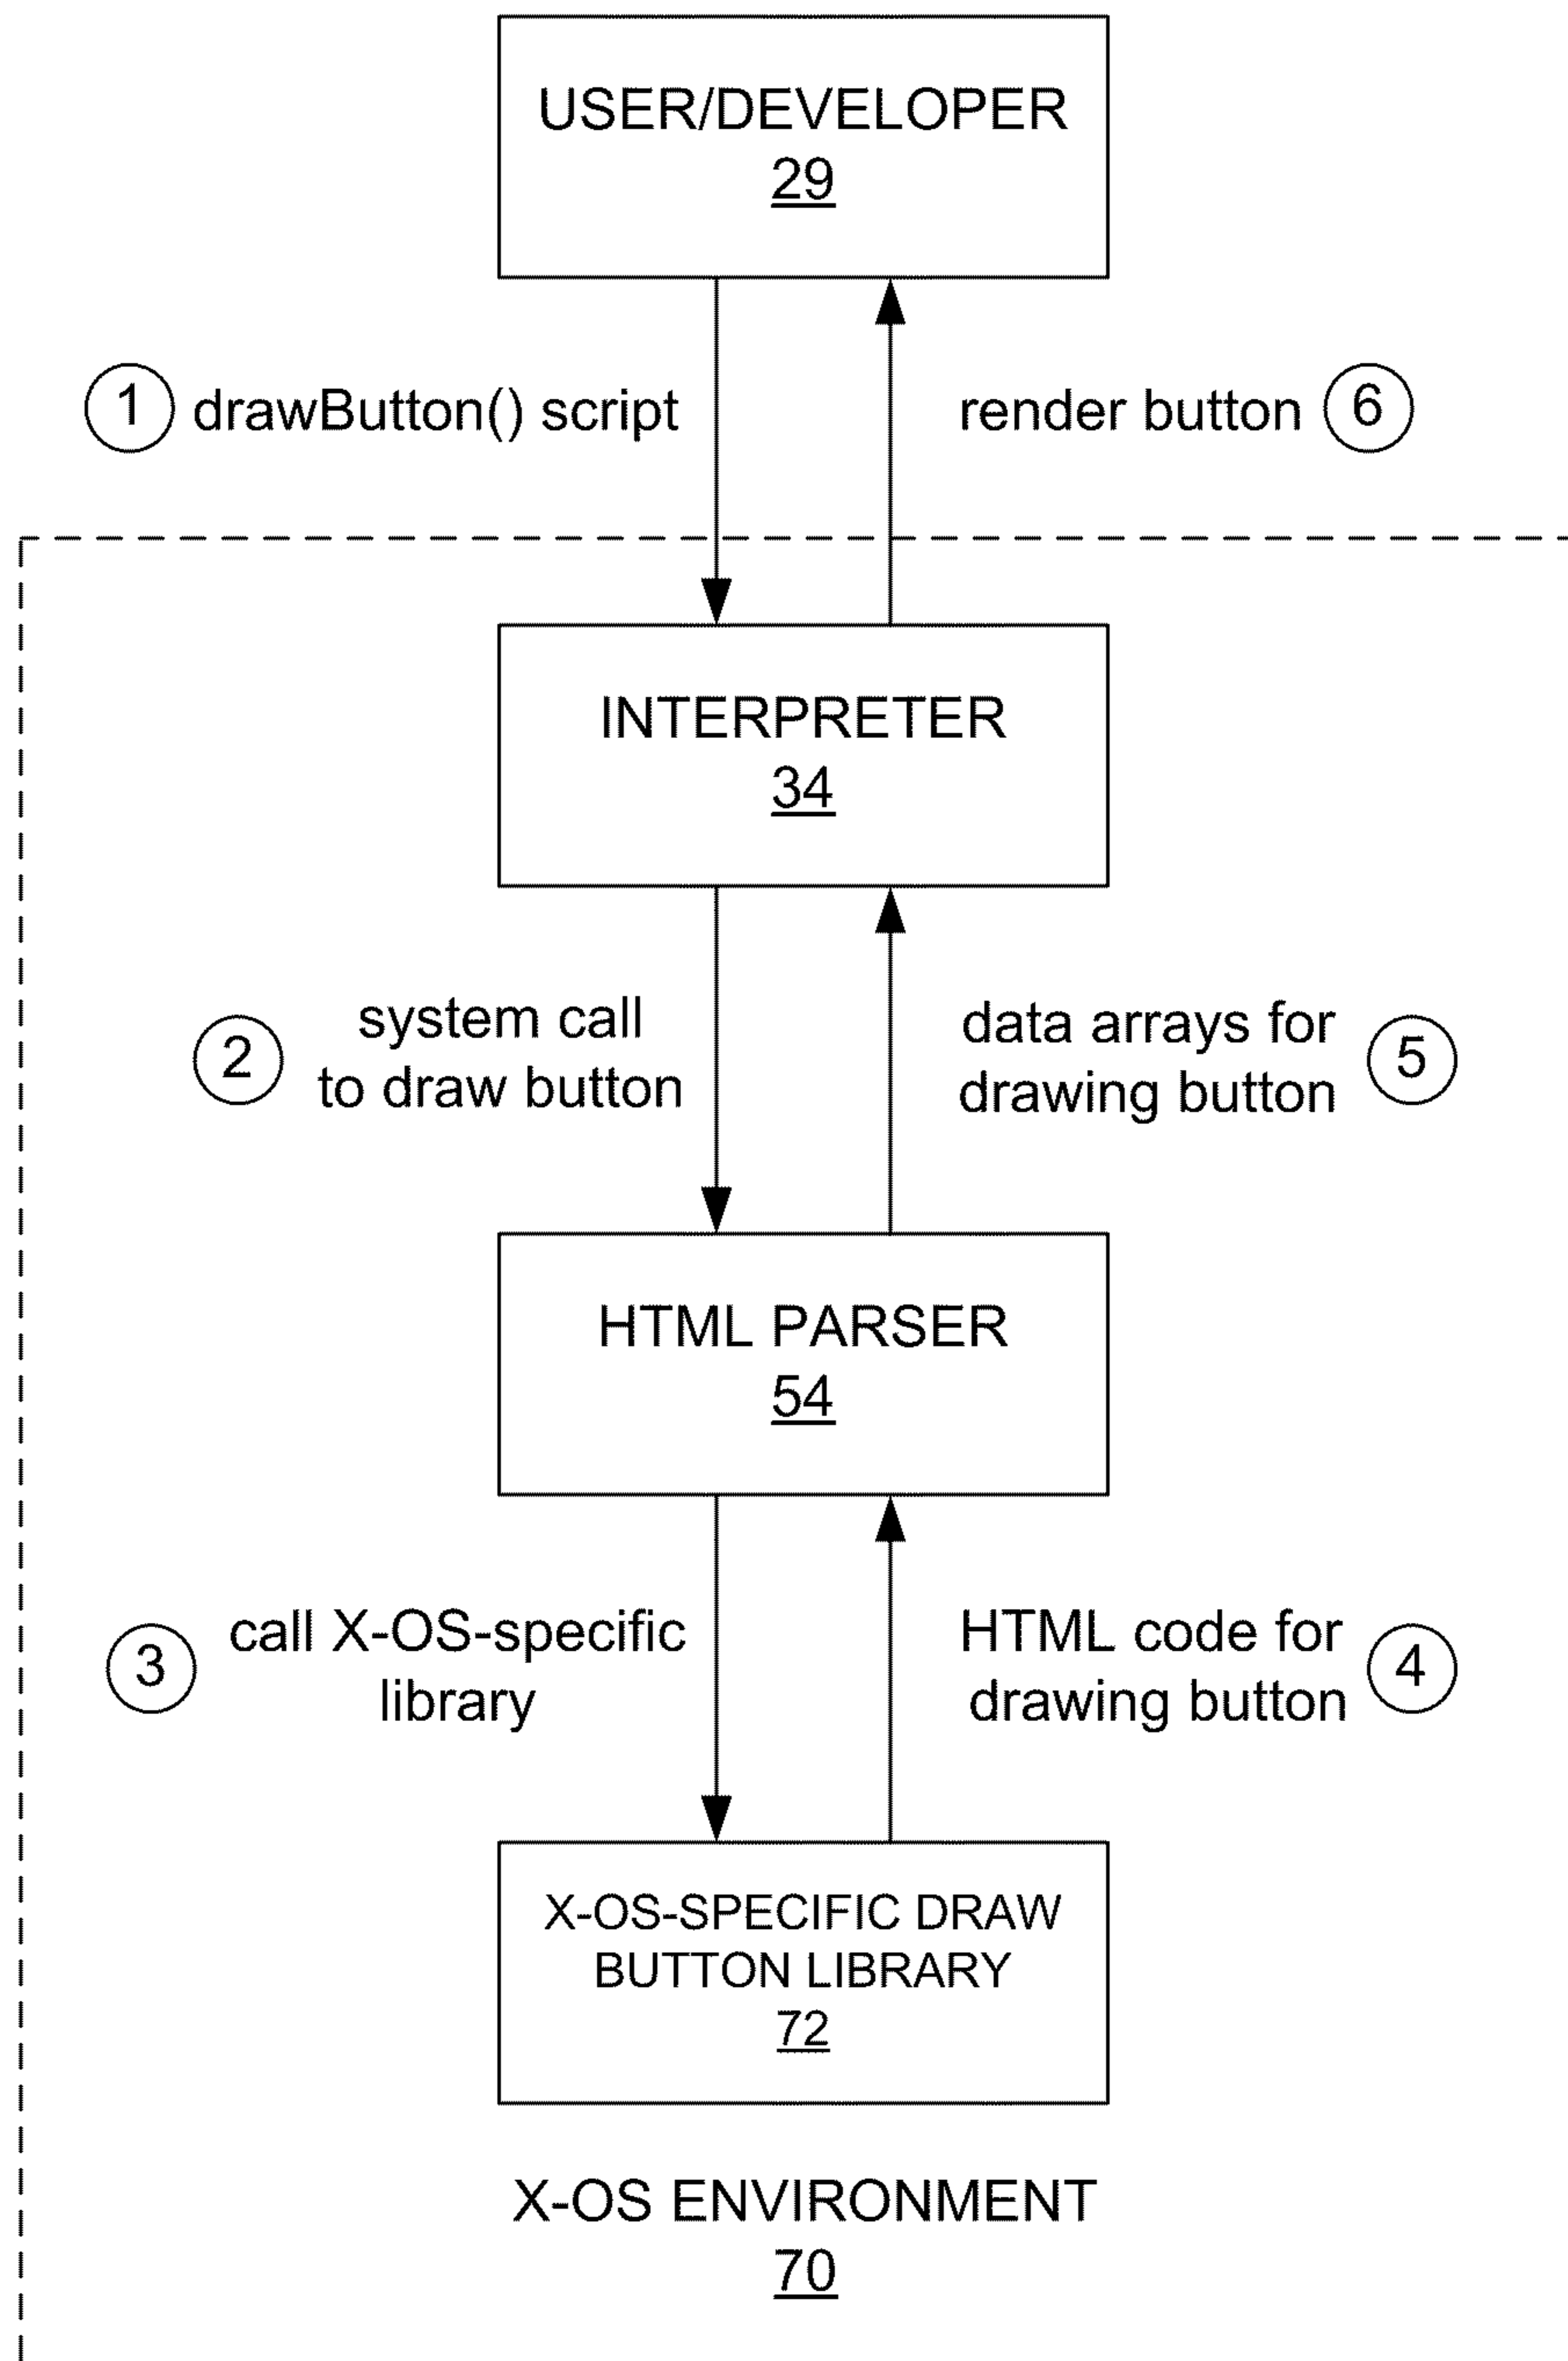 USER/DEVELOPER
29
1 drawButton() script
render button 6
INTERPRETER
34
2
system call
to draw button
data arrays for
drawing button
5
HTML PARSER
54
3
call X-OS-specific
library
HTML code for
drawing button
4
X-OS-SPECIFIC DRAW
BUTTON LIBRARY
72
X-OS ENVIRONMENT
70